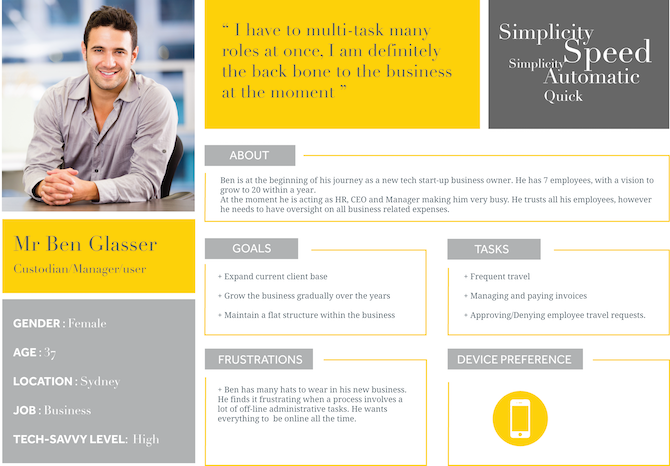 “ I have to multi-task many
roles at once, I am definitely
the back bone to the business
at the moment ”
Simplicity
Speed
Simplicity
Automatic
Quick
ABOUT
Ben is at the beginning of his journey as a new tech start-up business owner. He has 7 employees, with a vision to
grow to 20 within a year.
At the moment he is acting as HR, CEO and Manager making him very busy. He trusts all his employees, however
he needs to have oversight on all business related expenses.
Mr Ben Glasser
Custodian/Manager/user
GENDER : Female
AGE : 37
LOCATION : Sydney
JOB : Business
TECH-SAVVY LEVEL: High
GOALS
+ Expand current client base
+ Grow the business gradually over the years
+ Maintain a flat structure within the business
TASKS
+ Frequent travel
+ Managing and paying invoices
+ Approving/Denying employee travel requests.
FRUSTRATIONS
+ Ben has many hats to wear in his new business.
He finds it frustrating when a process involves a
lot of off-line administrative tasks. He wants
everything to be online all the time.
DEVICE PREFERENCE